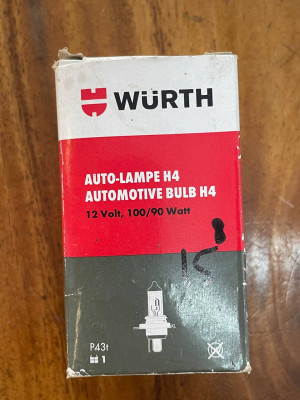 WÜRTH
AUTO-LAMPE H4
AUTOMOTIVE BULB H4
12 Volt, 100/90 Watt
P43t
1